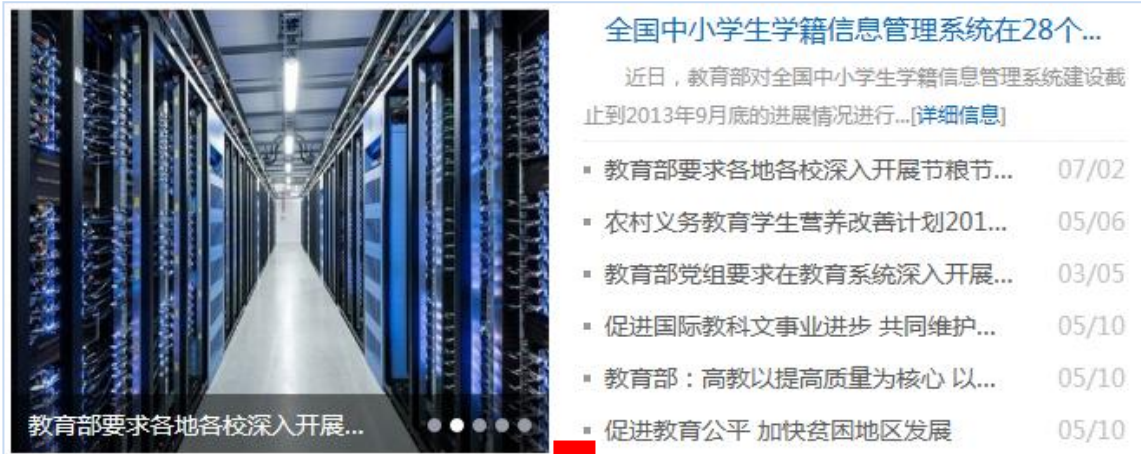 全国中小学生学籍信息管理系统在28个...
近日，教育部对全国中小学生学籍信息管理系统建设截
止到2013年9月底的进展情况进行...[详细信息]
教育部要求各地各校深入开展节粮节... 07/02
农村义务教育学生营养改善计划201... 05/06
教育部党组要求在教育系统深入开展... 03/05
促进国际教科文事业进步 共同维护... 05/10
教育部：高教以提高质量为核心 以... 05/10
促进教育公平 加快贫困地区发展 05/10
教育部要求各地各校深入开展...